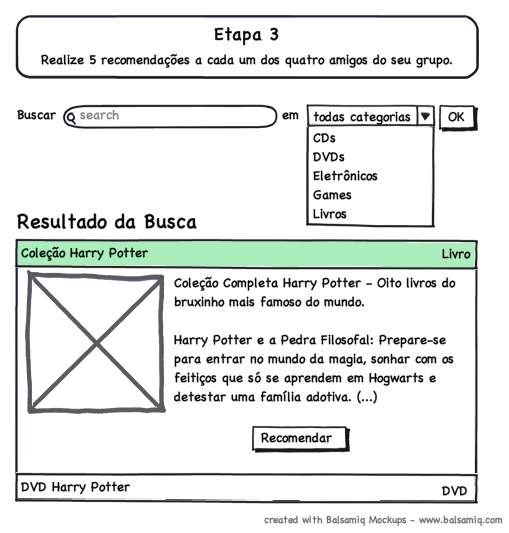 Etapa 3
Realize 5 recomendações a cada um dos quatro amigos do seu grupo.
Buscar search em todas categorias OK
CDs
DVDs
Eletrônicos
Games
Livros
Resultado da Busca
Coleção Harry Potter Livro
Coleção Completa Harry Potter - Oito livros do
bruxinho mais famoso do mundo.
Harry Potter e a Pedra Filosofal: Prepare-se
para entrar no mundo da magia, sonhar com os
feitiços que só se aprendem em Hogwarts e
detestar uma família adotiva. (...)
Recomendar
DVD Harry Potter DVD
created with Balsamiq Mockups - www.balsamiq.com